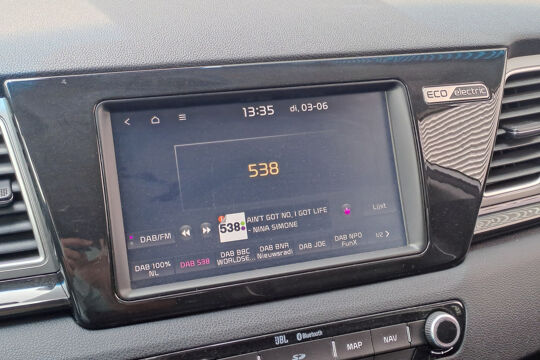 13:35 di, 03-06
ECO electric
538
538
AIN'T GOT NO, I GOT LIFE
- NINA SIMONE
DAB/FM
Lijst
DAB 100% NL
DAB 538
DAB BBC WORLDSE...
DAB BNR Nieuwsradi
DAB JOE
DAB NPO FunX
1/2 >
JBL Bluetooth
MAP
NAV